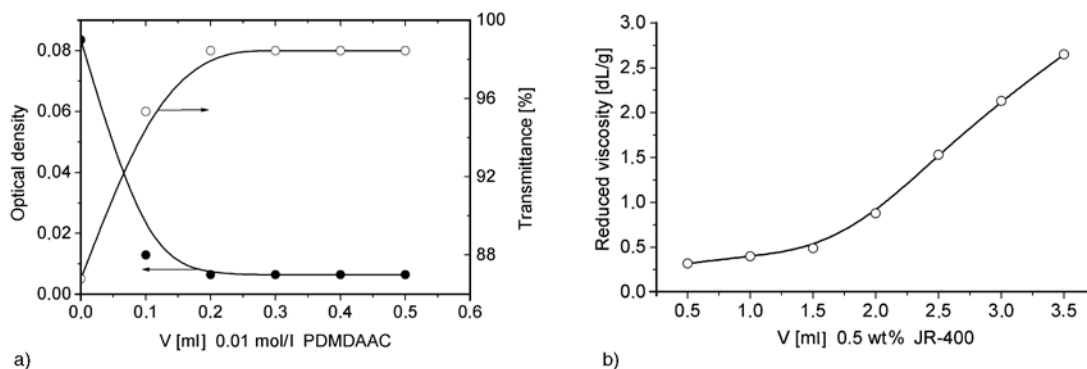 Optical density
0.08
0.06
0.04
0.02
0.00
100
96
92
88
Transmittance [%]
0.0 0.1 0.2 0.3 0.4 0.5 0.6
V [ml] 0.01 mol/l PDMDAAC
a)
Reduced viscosity [dL/g]
3.0
2.5
2.0
1.5
1.0
0.5
0.0
0.5 1.0 1.5 2.0 2.5 3.0 3.5
V [ml] 0.5 wt% JR-400
b)